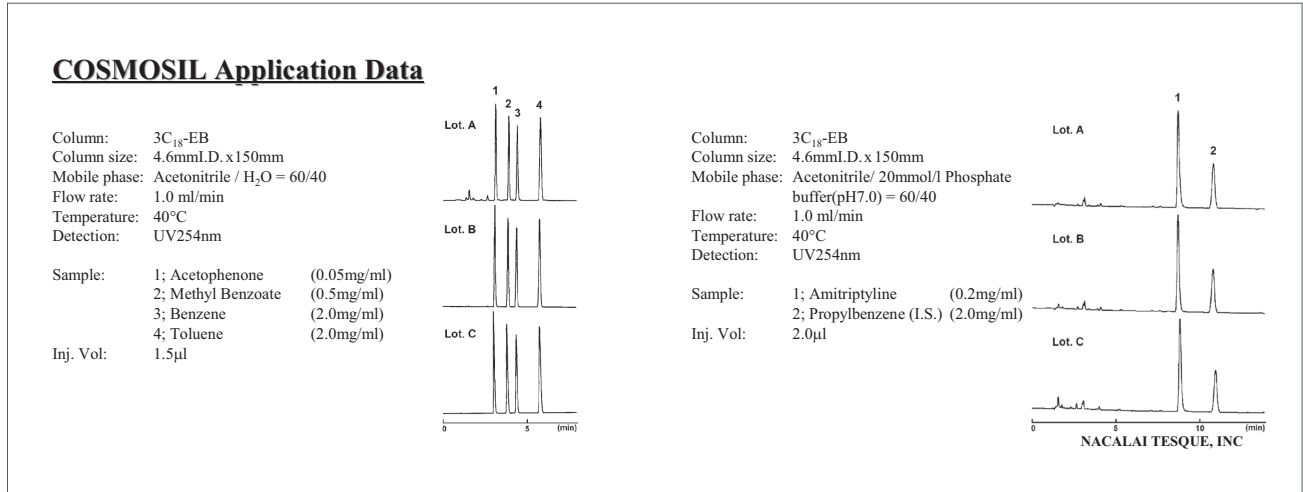 COSMOSIL Application Data
Column: 3C₁₈-EB
Column size: 4.6mmI.D. x150mm
Mobile phase: Acetonitrile / H₂O = 60/40
Flow rate: 1.0 ml/min
Temperature: 40°C
Detection: UV254nm
Sample: 1; Acetophenone (0.05mg/ml)
2; Methyl Benzoate (0.5mg/ml)
3; Benzene (2.0mg/ml)
4; Toluene (2.0mg/ml)
Inj. Vol: 1.5μl
1 2 3 4
Lot. A
Lot. B
Lot. C
0 5 (min)
Column: 3C₁₈-EB
Column size: 4.6mmI.D. x 150mm
Mobile phase: Acetonitrile/ 20mmol/l Phosphate
buffer(pH7.0) = 60/40
Flow rate: 1.0 ml/min
Temperature: 40°C
Detection: UV254nm
Sample: 1; Amitriptyline (0.2mg/ml)
2; Propylbenzene (I.S.) (2.0mg/ml)
Inj. Vol: 2.0μl
1
2
Lot. A
Lot. B
Lot. C
0 5 10 (min)
NACALAI TESQUE, INC